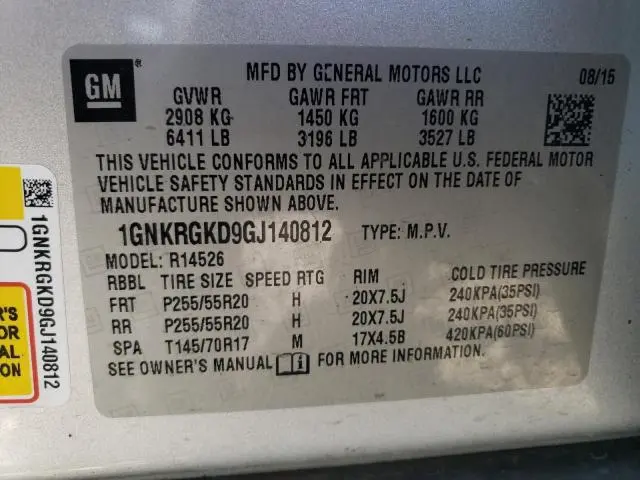 GM
MFD BY GENERAL MOTORS LLC 08/15
GVWR GAWR FRT GAWR RR
2908 KG 1450 KG 1600 KG
6411 LB 3196 LB 3527 LB
THIS VEHICLE CONFORMS TO ALL APPLICABLE U.S. FEDERAL MOTOR
VEHICLE SAFETY STANDARDS IN EFFECT ON THE DATE OF
MANUFACTURE SHOWN ABOVE.
1GNKRGKD9GJ140812 TYPE: M.P.V.
MODEL: R14526
RBBL TIRE SIZE SPEED RTG RIM COLD TIRE PRESSURE
FRT P255/55R20 H 20X7.5J 240KPA(35PSI)
RR P255/55R20 H 20X7.5J 240KPA(35PSI)
SPA T145/70R17 M 17X4.5B 420KPA(60PSI)
SEE OWNER'S MANUAL i FOR MORE INFORMATION.
1GNKRGKD9GJ140812
R'S
OR
AL
ON